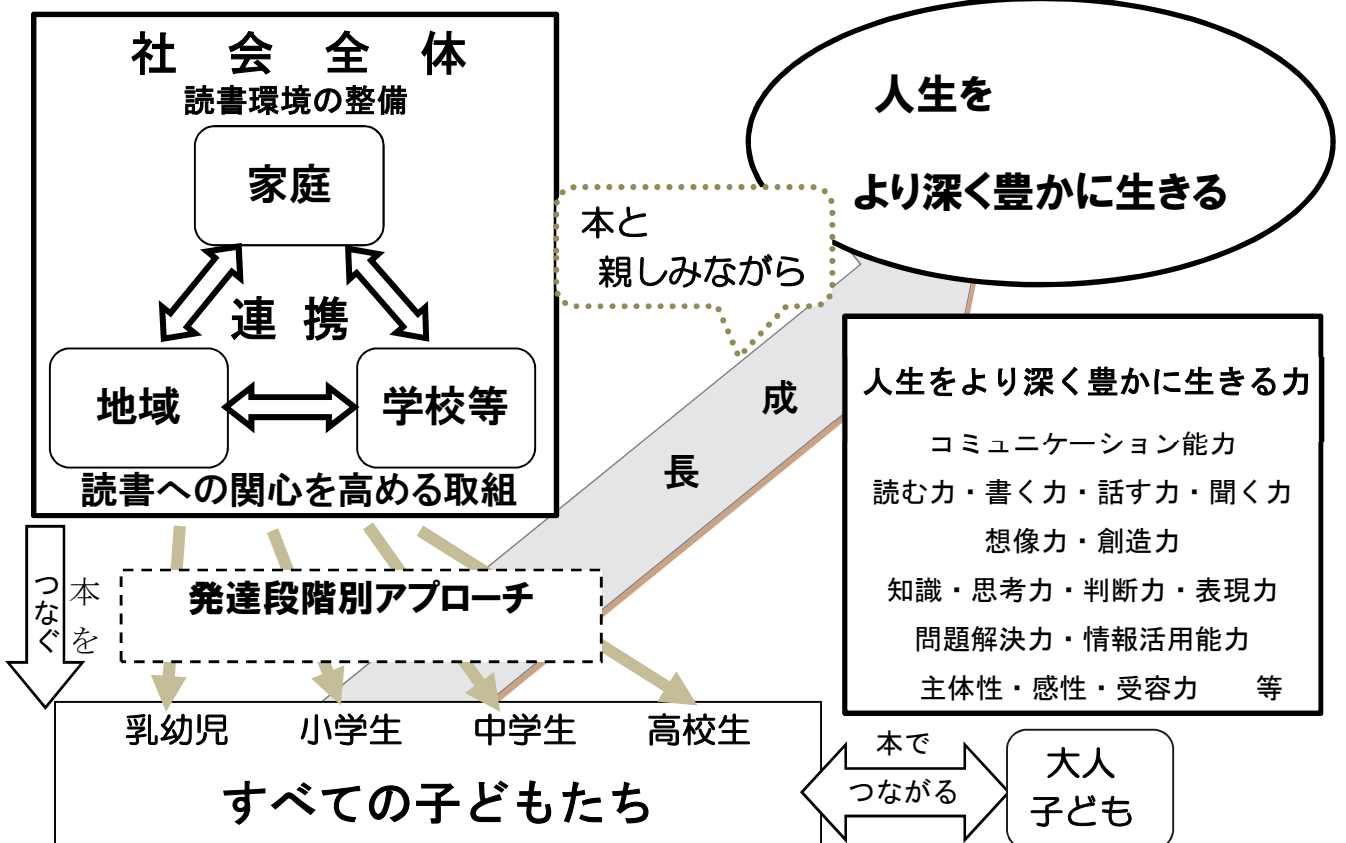 社 会 全 体
読書環境の整備
家庭
連 携
地域
学校等
読書への関心を高める取組
人生を
より深く豊かに生きる
本と
親しみながら
成
長
人生をより深く豊かに生きる力
コミュニケーション能力
読む力・書く力・話す力・聞く力
想像力・創造力
知識・思考力・判断力・表現力
問題解決力・情報活用能力
主体性・感性・受容力 等
本を
つなぐ
発達段階別アプローチ
乳幼児 小学生 中学生 高校生
すべての子どもたち
本で
つながる
大人
子ども